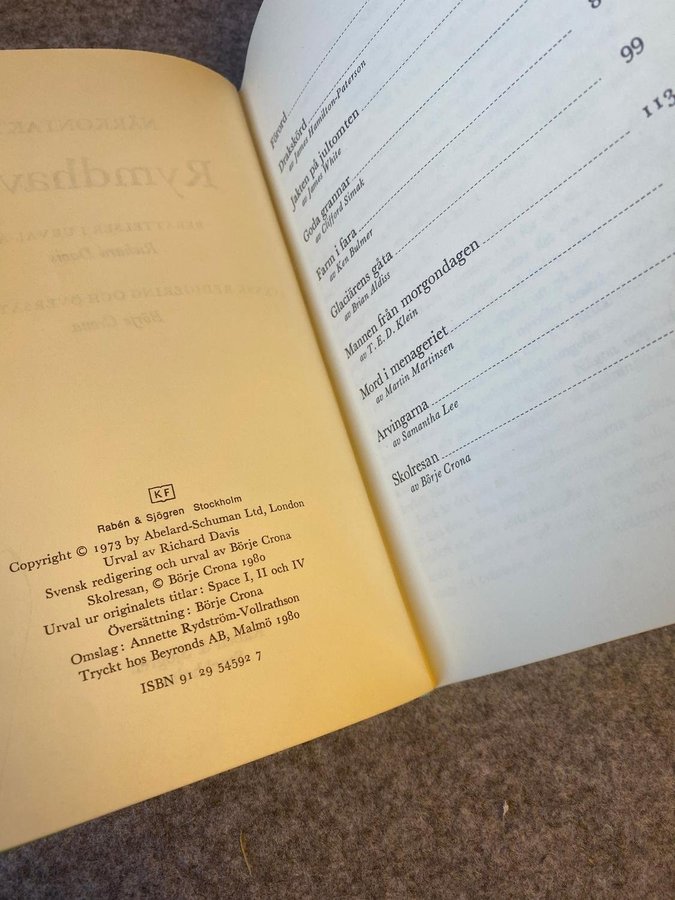 KF
Rabén & Sjögren Stockholm
Copyright © 1973 by Abelard-Schuman Ltd, London
Urval av Richard Davis
Svensk redigering och urval av Börje Crona
Skolresan, © Börje Crona 1980
Urval ur originalets titlar: Space I, II och IV
Översättning: Börje Crona
Omslag: Annette Rydström-Vollrathson
Tryckt hos Beyronds AB, Malmö 1980
ISBN 91 29 54592 7
Förord
Drakskörd
av James Hamilton-Paterson
Jakten på jultomten
av James White
Goda grannar
av Clifford Simak
Farm i fara
av Ken Bulmer
Glaciärens gåta
av Brian Aldiss
99
Mannen från morgondagen
av T. E. D. Klein
113
Mord i menageriet
av Martin Martinsen
Arvingarna
av Samantha Lee
Skolresan
av Börje Crona